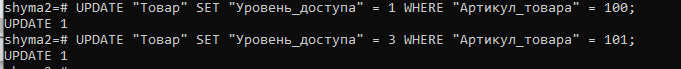 shyma2=# UPDATE "Товар" SET "Уровень_доступа" = 1 WHERE "Артикул_товара" = 100;
UPDATE 1
shyma2=# UPDATE "Товар" SET "Уровень_доступа" = 3 WHERE "Артикул_товара" = 101;
UPDATE 1